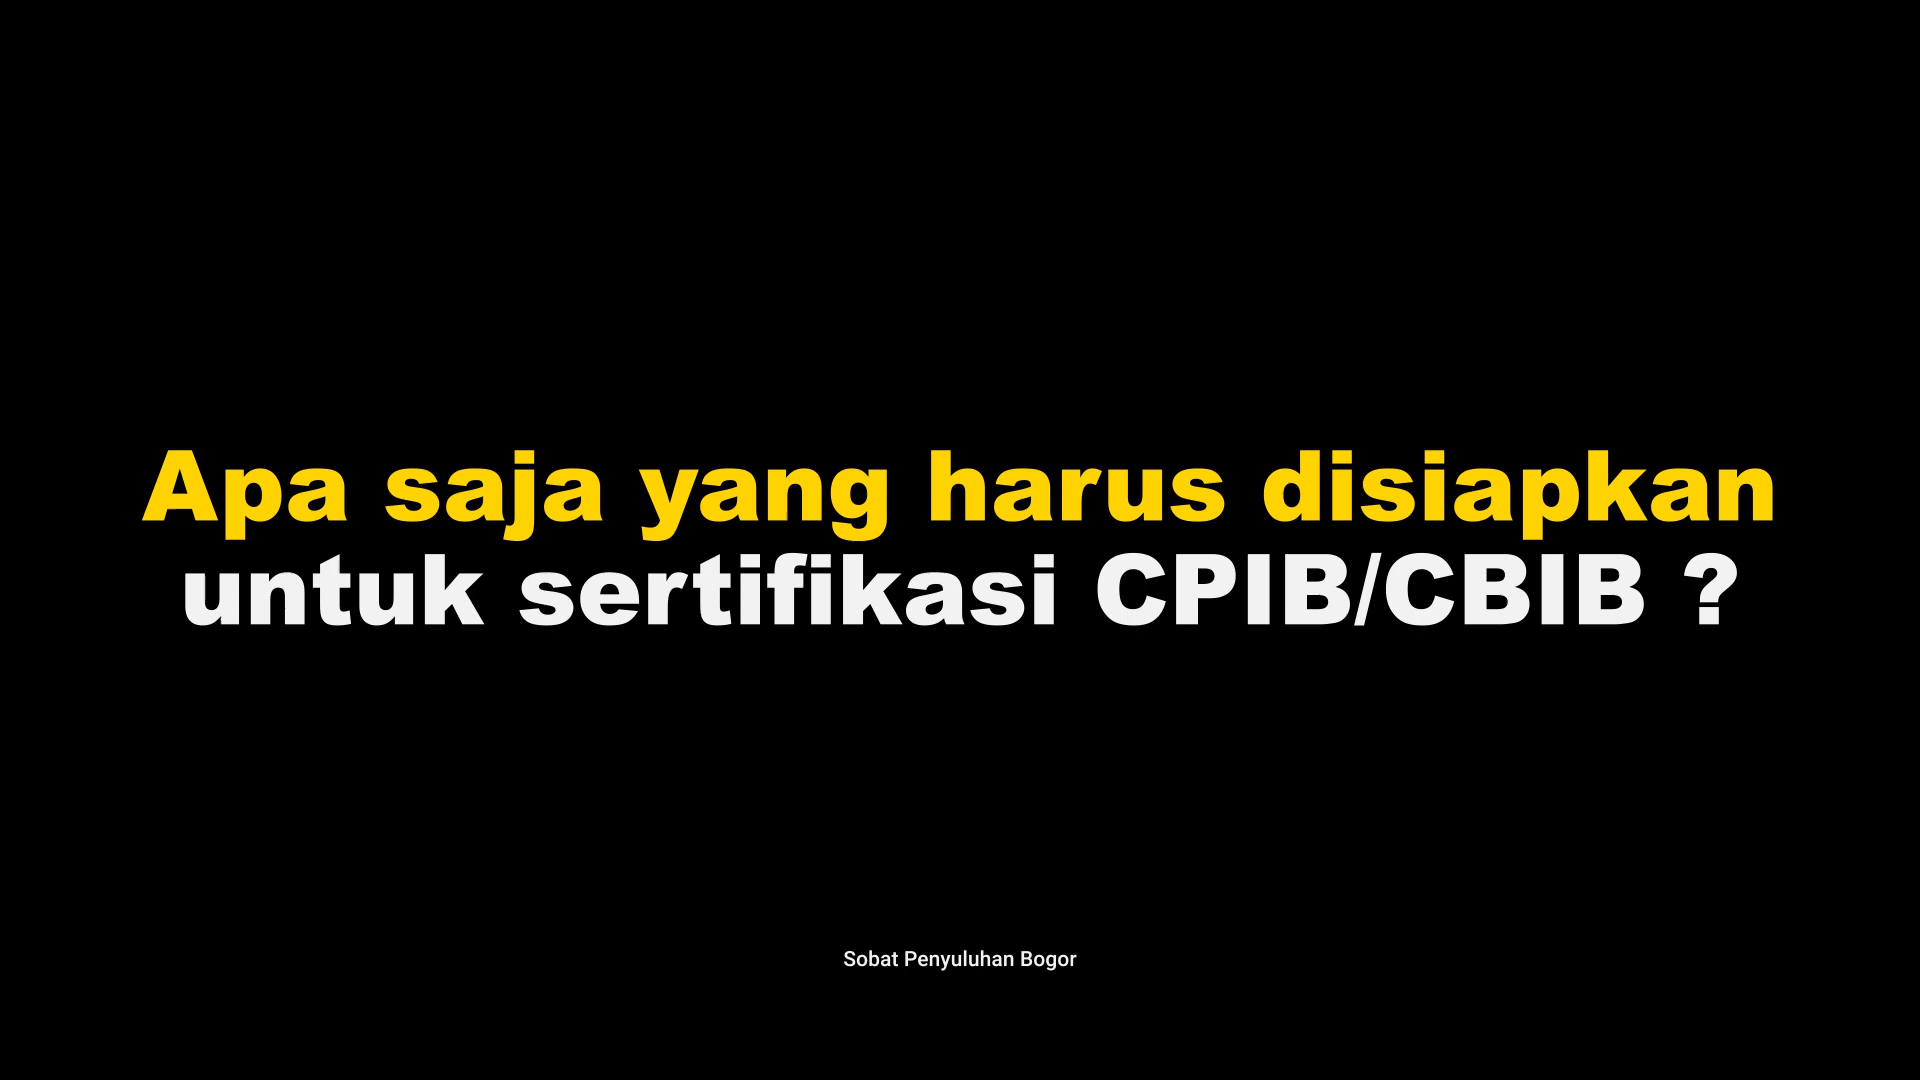 Apa saja yang harus disiapkan
untuk sertifikasi CPIB/CBIB ?
Sobat Penyuluhan Bogor